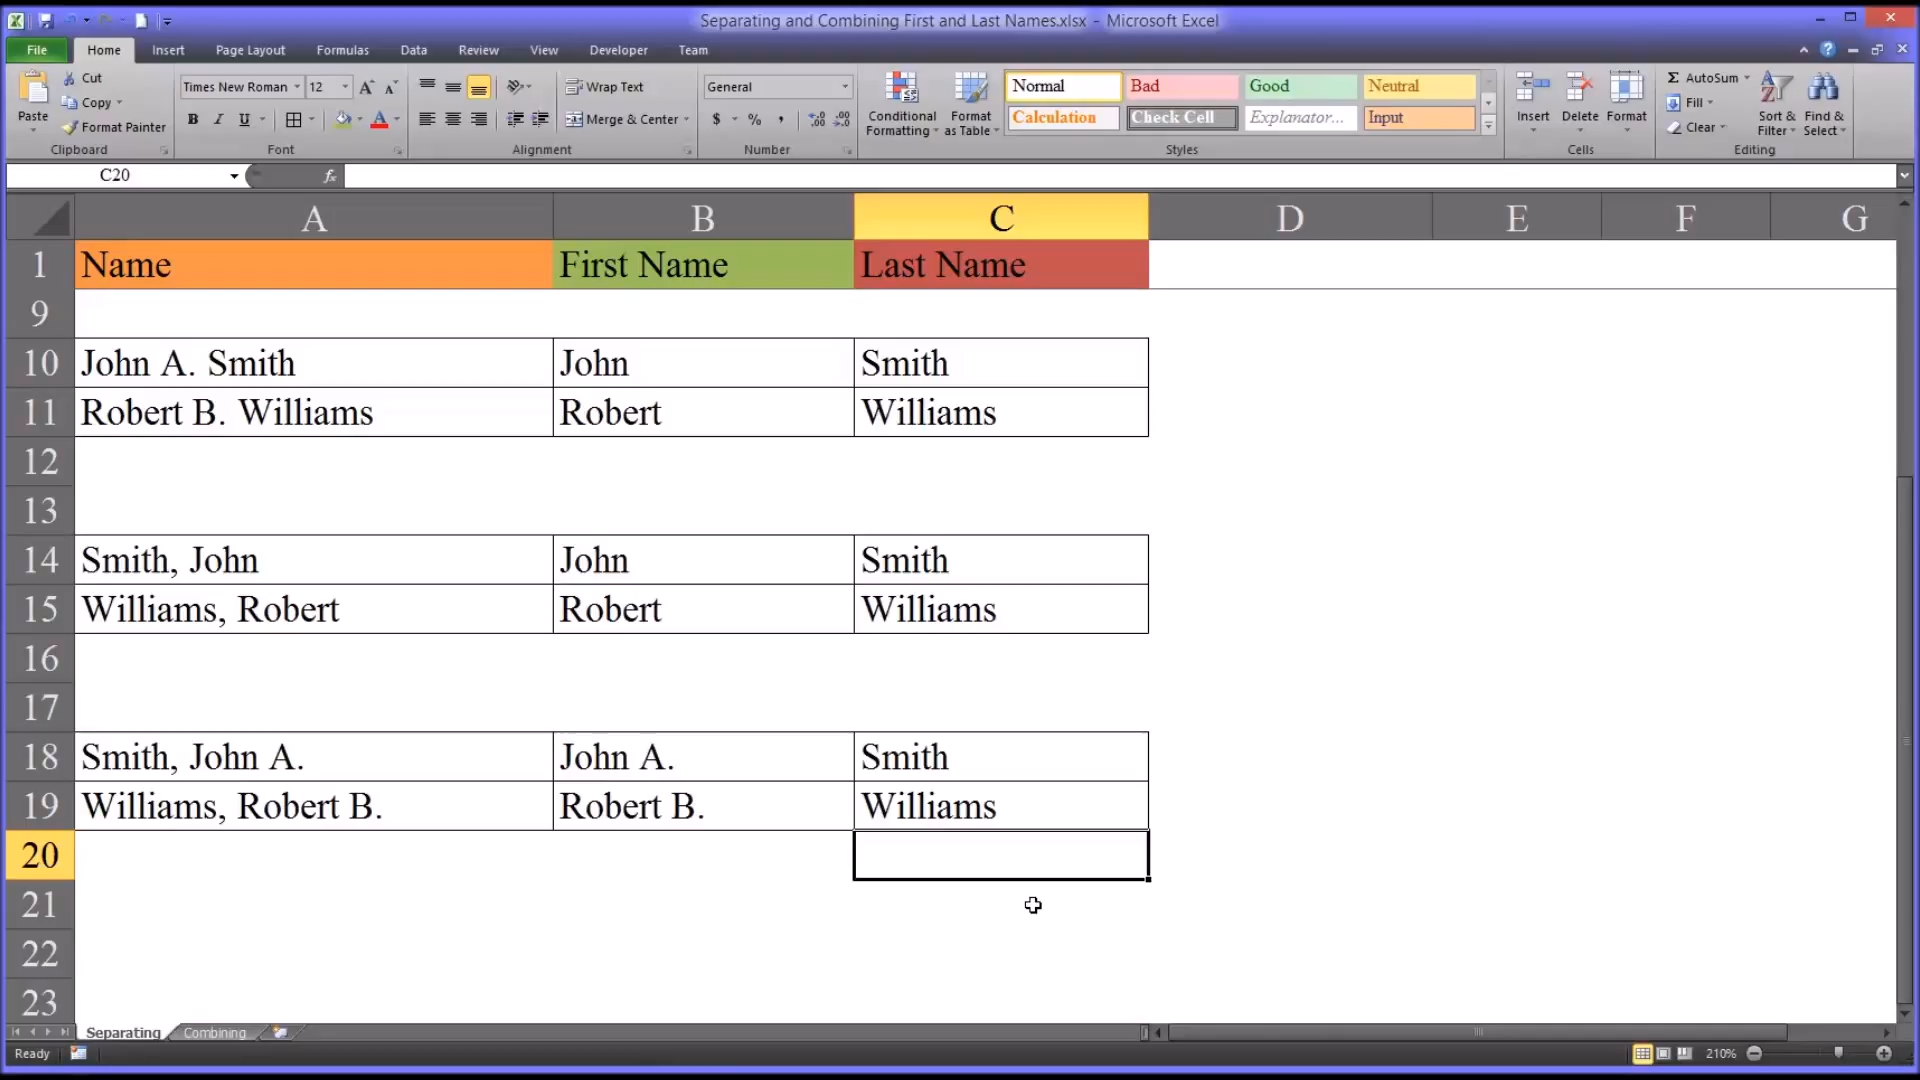 Separating and Combining First and Last Names.xlsx - Microsoft Excel
File Home Insert Page Layout Formulas Data Review View Developer Team
Paste
Cut
Copy
Format Painter
Clipboard
Times New Roman 12
B I U A
Font
Wrap Text
Merge & Center
Alignment
General
$ % ,
Number
Conditional Formatting
Format as Table
Normal Bad Good Neutral
Calculation Check Cell Explanator... Input
Styles
Insert Delete Format
Cells
Σ AutoSum
Fill
Clear
Sort & Filter
Find & Select
Editing
C20 fx
A B C D E F G
1 Name First Name Last Name
9
10 John A. Smith John Smith
11 Robert B. Williams Robert Williams
12
13
14 Smith, John John Smith
15 Williams, Robert Robert Williams
16
17
18 Smith, John A. John A. Smith
19 Williams, Robert B. Robert B. Williams
20
21
22
23
Separating Combining
Ready 210%